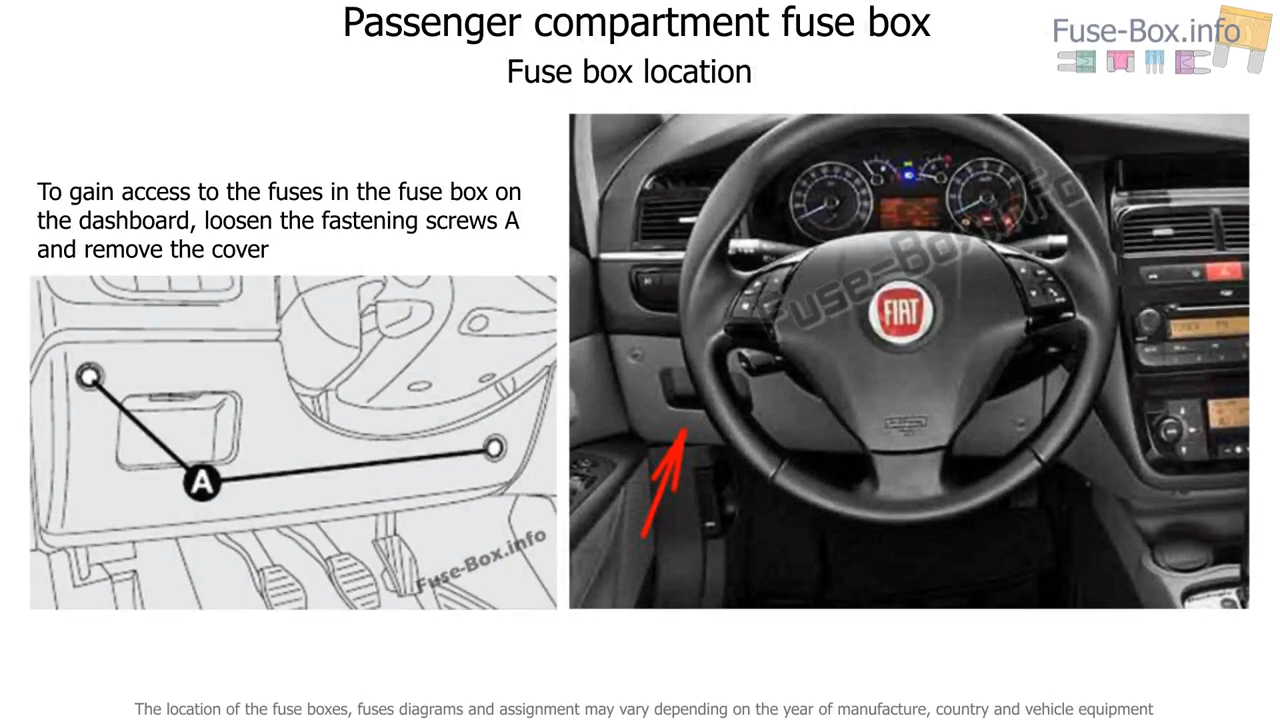 Passenger compartment fuse box
Fuse box location
Fuse-Box.info
To gain access to the fuses in the fuse box on
the dashboard, loosen the fastening screws A
and remove the cover
A
Fuse-Box.info
Fuse-Box.info
FIAT
The location of the fuse boxes, fuses diagrams and assignment may vary depending on the year of manufacture, country and vehicle equipment